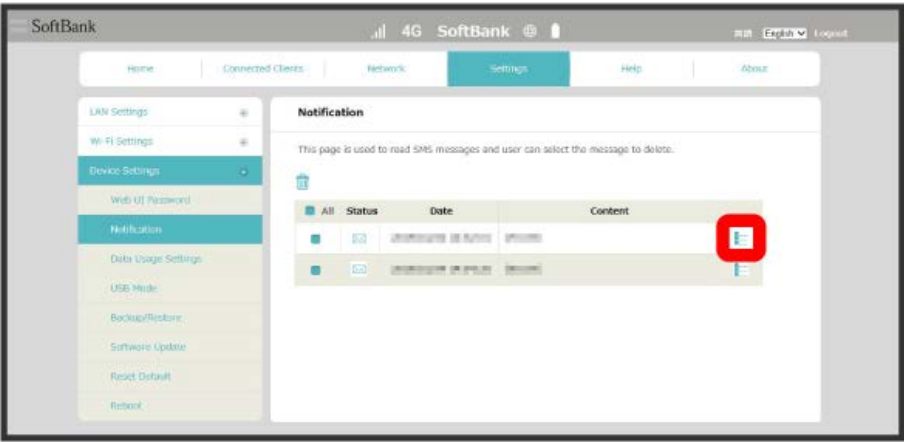 SoftBank
4G SoftBank
言語 English Logout
Home Connected Clients Network Settings Help About
LAN Settings
Wi-Fi Settings
Device Settings
Web UI Password
Notification
Data Usage Settings
USB Mode
Backup/Restore
Software Update
Reset Default
Reboot
Notification
This page is used to read SMS messages and user can select the message to delete.
All Status Date Content